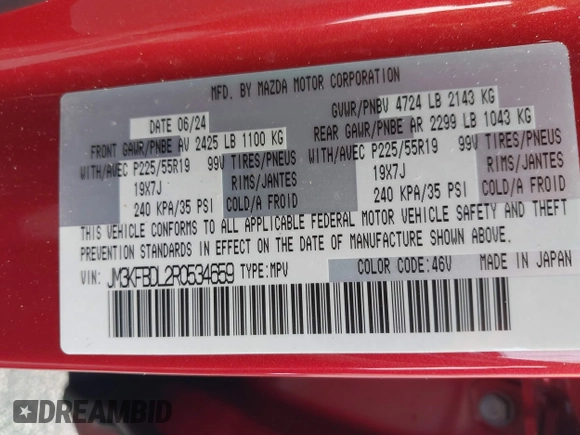 MFD. BY MAZDA MOTOR CORPORATION
DATE 06/24 GVWR/PNBV 4724 LB 2143 KG
FRONT GAWR/PNBE AV 2425 LB 1100 KG REAR GAWR/PNBE AR 2299 LB 1043 KG
WITH/AVEC P225/55R19 99V TIRES/PNEUS WITH/AVEC P225/55R19 99V TIRES/PNEUS
19X7J RIMS/JANTES 19X7J RIMS/JANTES
240 KPA/35 PSI COLD/A FROID 240 KPA/35 PSI COLD/A FROID
THIS VEHICLE CONFORMS TO ALL APPLICABLE FEDERAL MOTOR VEHICLE SAFETY AND THEFT
PREVENTION STANDARDS IN EFFECT ON THE DATE OF MANUFACTURE SHOWN ABOVE.
VIN: JM3KFBDL2R0534659 TYPE:MPV COLOR CODE:46V MADE IN JAPAN
DREAMBID